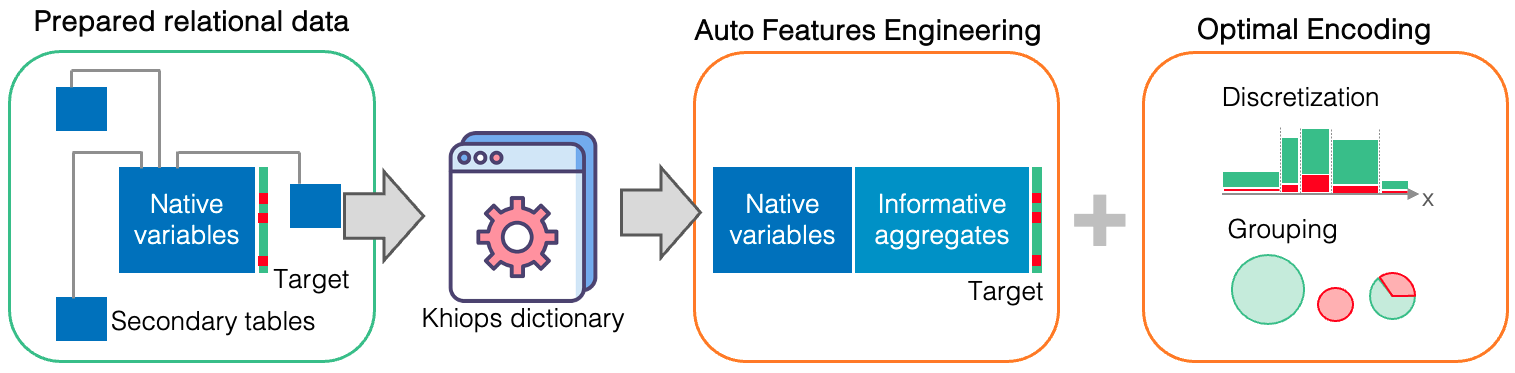 Prepared relational data
Native
variables
Target
Secondary tables
Khiops dictionary
Auto Features Engineering
Native
variables
Informative
aggregates
Target
Optimal Encoding
Discretization
x
Grouping